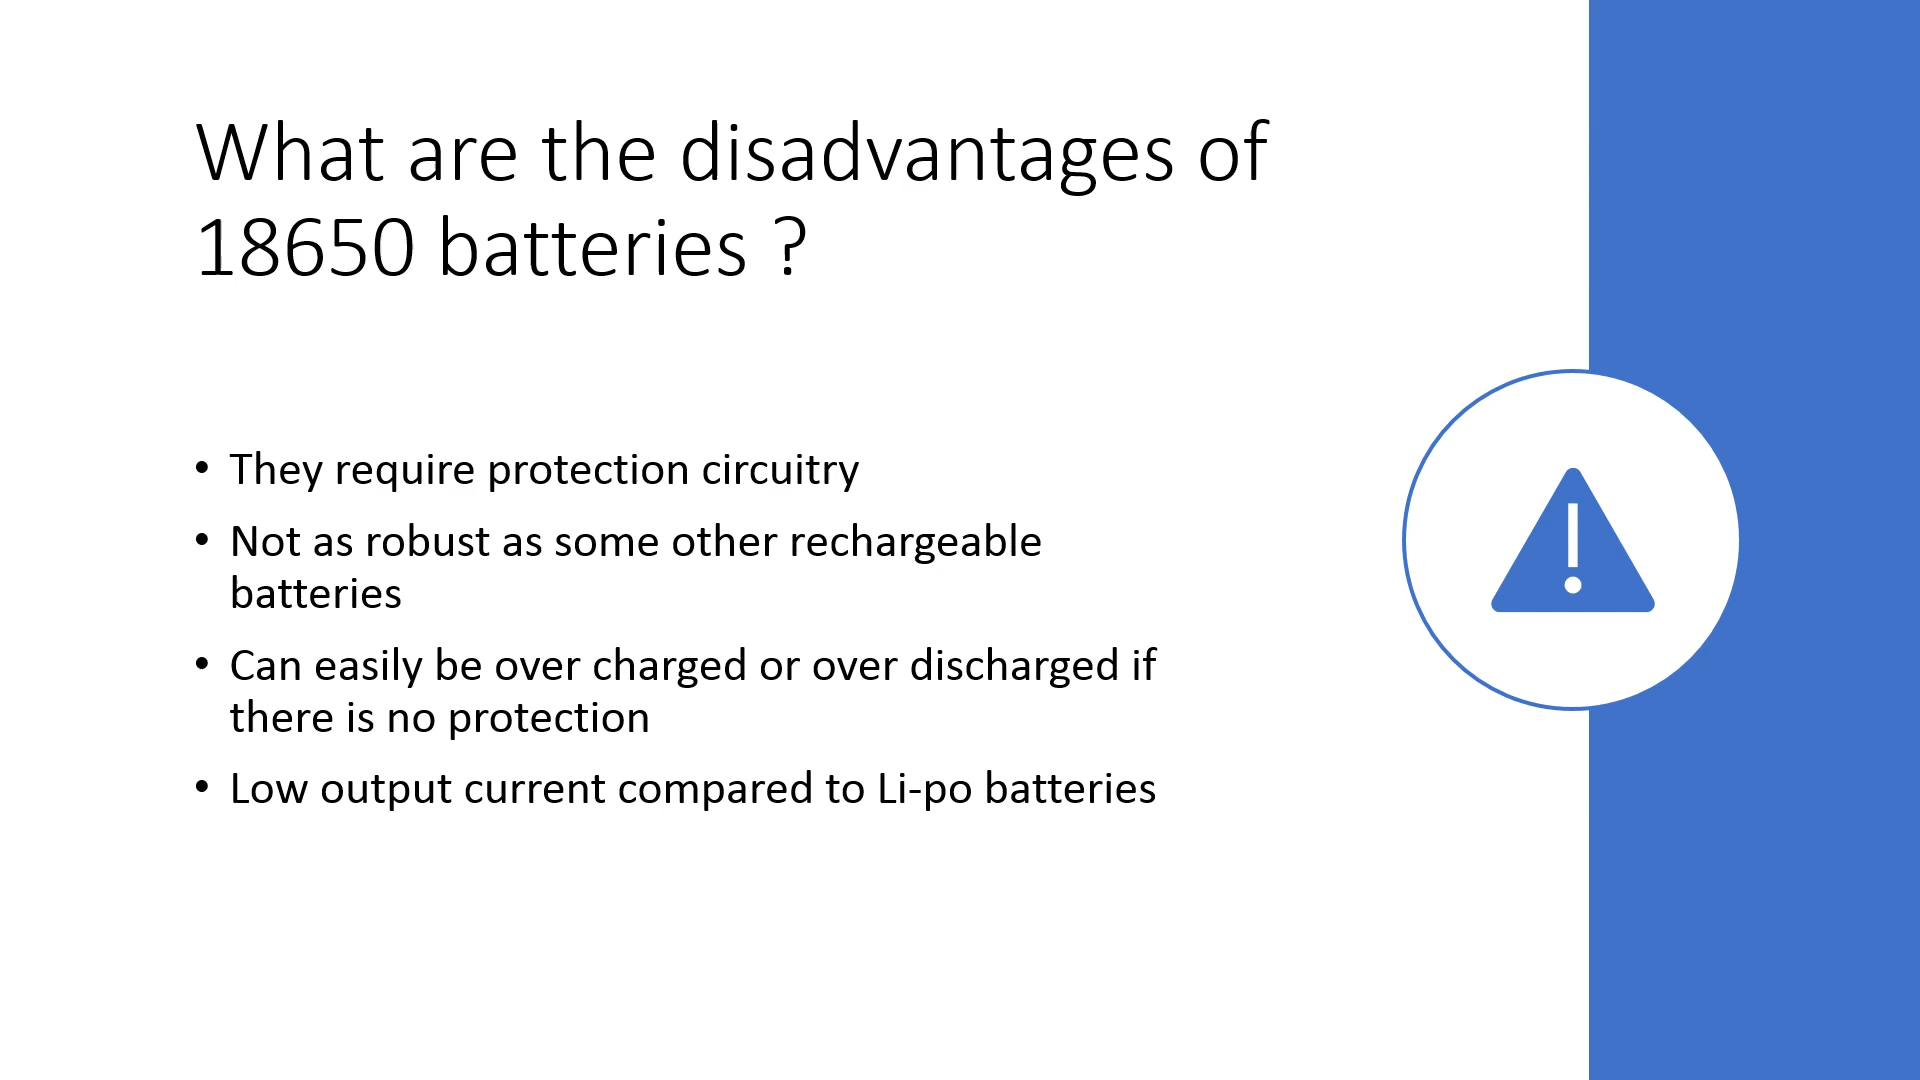 What are the disadvantages of
18650 batteries ?
• They require protection circuitry
• Not as robust as some other rechargeable
batteries
• Can easily be over charged or over discharged if
there is no protection
• Low output current compared to Li-po batteries